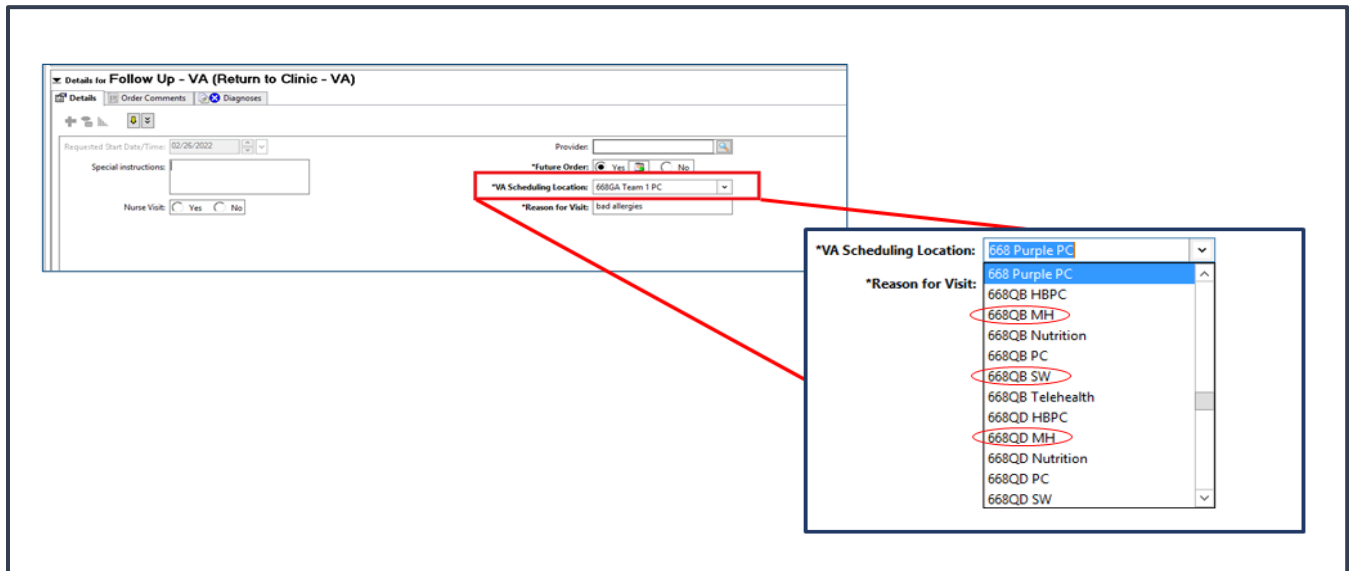 Details for Follow Up - VA (Return to Clinic - VA)
Details Order Comments Diagnoses
Requested Start Date/Time: 02/26/2022
Provider:
Special instructions:
*Future Order: Yes No
*VA Scheduling Location: 668GA Team 1 PC
Nurse Visit: Yes No
*Reason for Visit: bad allergies
*VA Scheduling Location: 668 Purple PC
*Reason for Visit:
668 Purple PC
668QB HBPC
668QB MH
668QB Nutrition
668QB PC
668QB SW
668QB Telehealth
668QD HBPC
668QD MH
668QD Nutrition
668QD PC
668QD SW